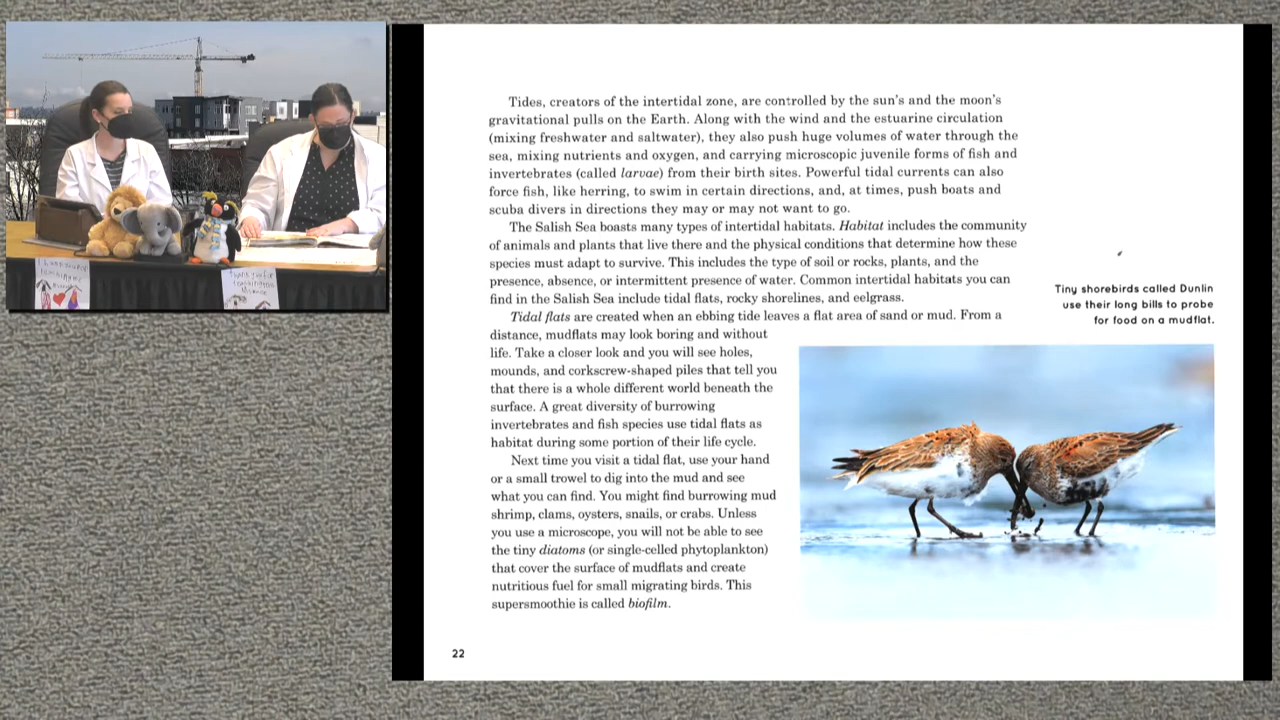 Tides, creators of the intertidal zone, are controlled by the sun's and the moon's
gravitational pulls on the Earth. Along with the wind and the estuarine circulation
(mixing freshwater and saltwater), they also push huge volumes of water through the
sea, mixing nutrients and oxygen, and carrying microscopic juvenile forms of fish and
invertebrates (called larvae) from their birth sites. Powerful tidal currents can also
force fish, like herring, to swim in certain directions, and, at times, push boats and
scuba divers in directions they may or may not want to go.
The Salish Sea boasts many types of intertidal habitats. Habitat includes the community
of animals and plants that live there and the physical conditions that determine how these
species must adapt to survive. This includes the type of soil or rocks, plants, and the
presence, absence, or intermittent presence of water. Common intertidal habitats you can
find in the Salish Sea include tidal flats, rocky shorelines, and eelgrass.
Tidal flats are created when an ebbing tide leaves a flat area of sand or mud. From a
distance, mudflats may look boring and without
life. Take a closer look and you will see holes,
mounds, and corkscrew-shaped piles that tell you
that there is a whole different world beneath the
surface. A great diversity of burrowing
invertebrates and fish species use tidal flats as
habitat during some portion of their life cycle.
Next time you visit a tidal flat, use your hand
or a small trowel to dig into the mud and see
what you can find. You might find burrowing mud
shrimp, clams, oysters, snails, or crabs. Unless
you use a microscope, you will not be able to see
the tiny diatoms (or single-celled phytoplankton)
that cover the surface of mudflats and create
nutritious fuel for small migrating birds. This
supersmoothie is called biofilm.
Tiny shorebirds called Dunlin
use their long bills to probe
for food on a mudflat.
22